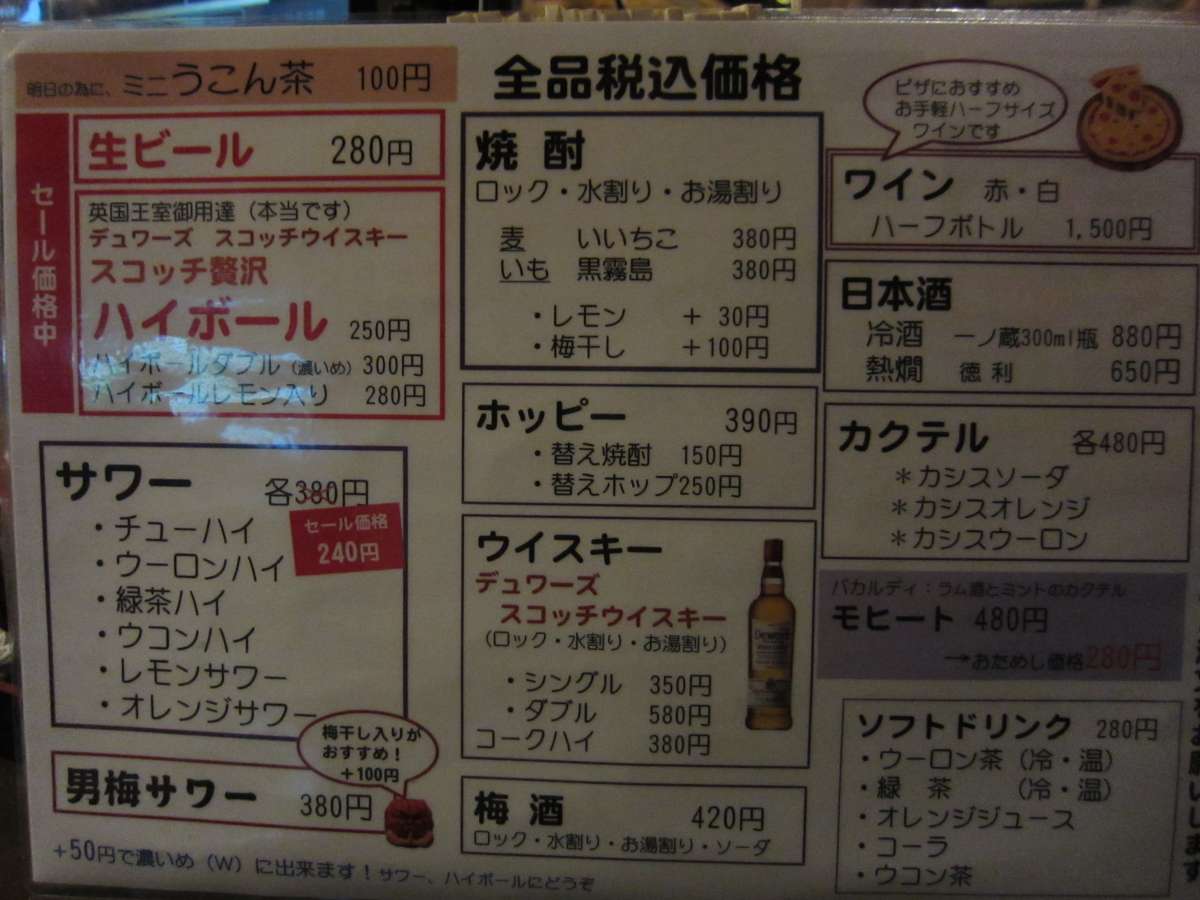 明日の為に、ミニうこん茶 100円
全品税込価格
セール価格中
生ビール 280円
英国王室御用達（本当です）
デュワーズ スコッチウイスキー
スコッチ贅沢
ハイボール 250円
ハイボールダブル（濃いめ）300円
ハイボールレモン入り 280円
サワー 各380円
セール価格
240円
・チューハイ
・ウーロンハイ
・緑茶ハイ
・ウコンハイ
・レモンサワー
・オレンジサワー
梅干し入りが
おすすめ！
+100円
男梅サワー 380円
+50円で濃いめ（W）に出来ます！サワー、ハイボールにどうぞ
焼酎
ロック・水割り・お湯割り
麦 いいちこ 380円
いも 黒霧島 380円
・レモン + 30円
・梅干し +100円
ホッピー 390円
・替え焼酎 150円
・替えホップ250円
ウイスキー
デュワーズ
スコッチウイスキー
（ロック・水割り・お湯割り）
・シングル 350円
・ダブル 580円
コークハイ 380円
梅酒 420円
ロック・水割り・お湯割り・ソーダ
ピザにおすすめ
お手軽ハーフサイズ
ワインです
ワイン 赤・白
ハーフボトル 1,500円
日本酒
冷酒 一ノ蔵300ml瓶 880円
熱燗 徳利 650円
カクテル 各480円
＊カシスソーダ
＊カシスオレンジ
＊カシスウーロン
バカルディ：ラム酒とミントのカクテル
モヒート 480円
→おためし価格280円
ソフトドリンク 280円
・ウーロン茶（冷・温）
・緑 茶 （冷・温）
・オレンジジュース
・コーラ
・ウコン茶